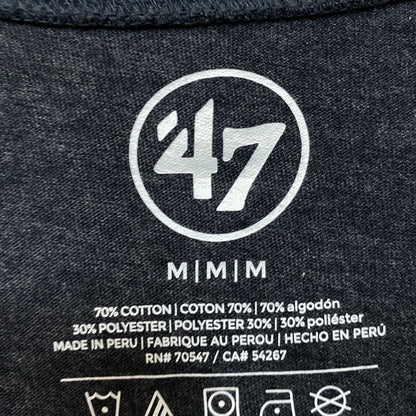 '47
M|M|M
70% COTTON | COTON 70% | 70% algodón
30% POLYESTER | POLYESTER 30% | 30% poliéster
MADE IN PERU | FABRIQUE AU PEROU | HECHO EN PERÚ
RN# 70547 / CA# 54267